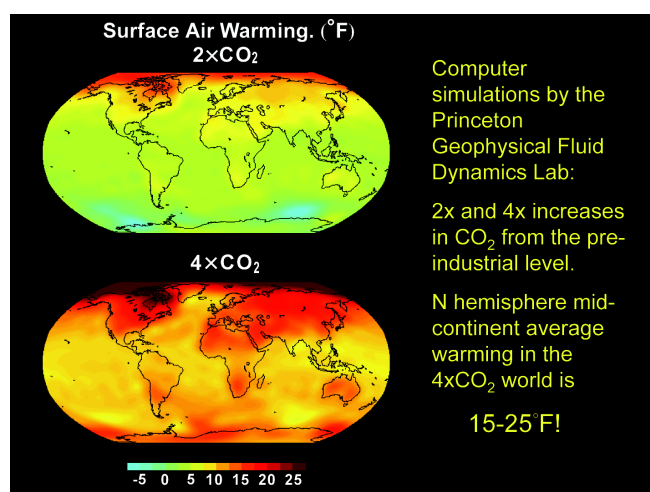 Surface Air Warming. (°F)
2×CO₂
Computer
simulations by the
Princeton
Geophysical Fluid
Dynamics Lab:
2x and 4x increases
in CO₂ from the pre-
industrial level.
4×CO₂
N hemisphere mid-
continent average
warming in the
4xCO₂ world is
15-25°F!
-5 0 5 10 15 20 25